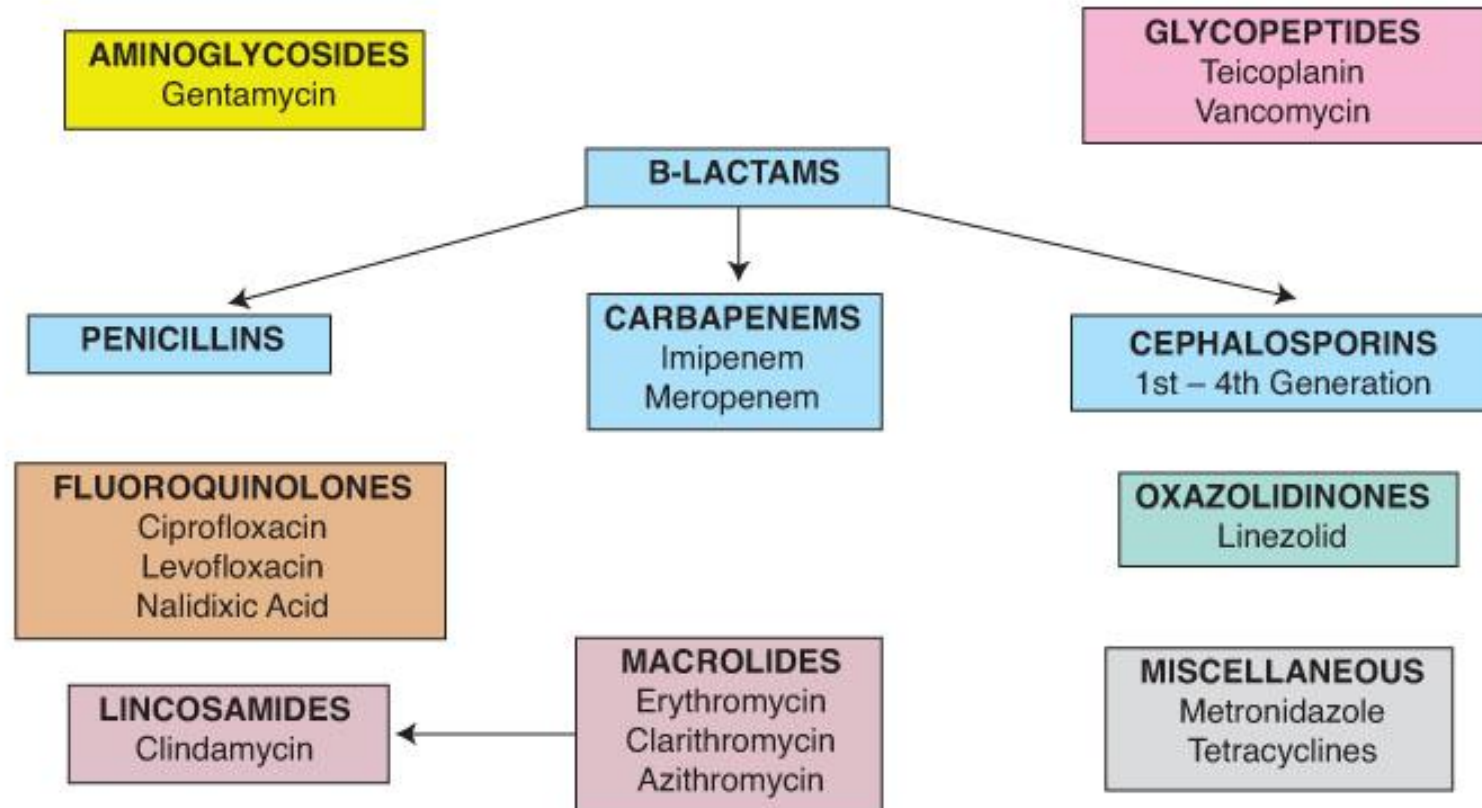 AMINOGLYCOSIDES
Gentamycin
GLYCOPEPTIDES
Teicoplanin
Vancomycin
B-LACTAMS
PENICILLINS
CARBAPENEMS
Imipenem
Meropenem
CEPHALOSPORINS
1st – 4th Generation
FLUOROQUINOLONES
Ciprofloxacin
Levofloxacin
Nalidixic Acid
OXAZOLIDINONES
Linezolid
LINCOSAMIDES
Clindamycin
MACROLIDES
Erythromycin
Clarithromycin
Azithromycin
MISCELLANEOUS
Metronidazole
Tetracyclines